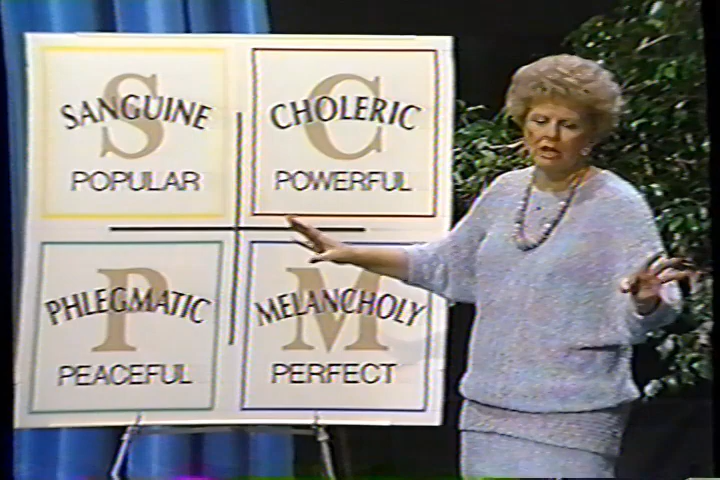 S
SANGUINE
POPULAR
C
CHOLERIC
POWERFUL
P
PHLEGMATIC
PEACEFUL
M
MELANCHOLY
PERFECT